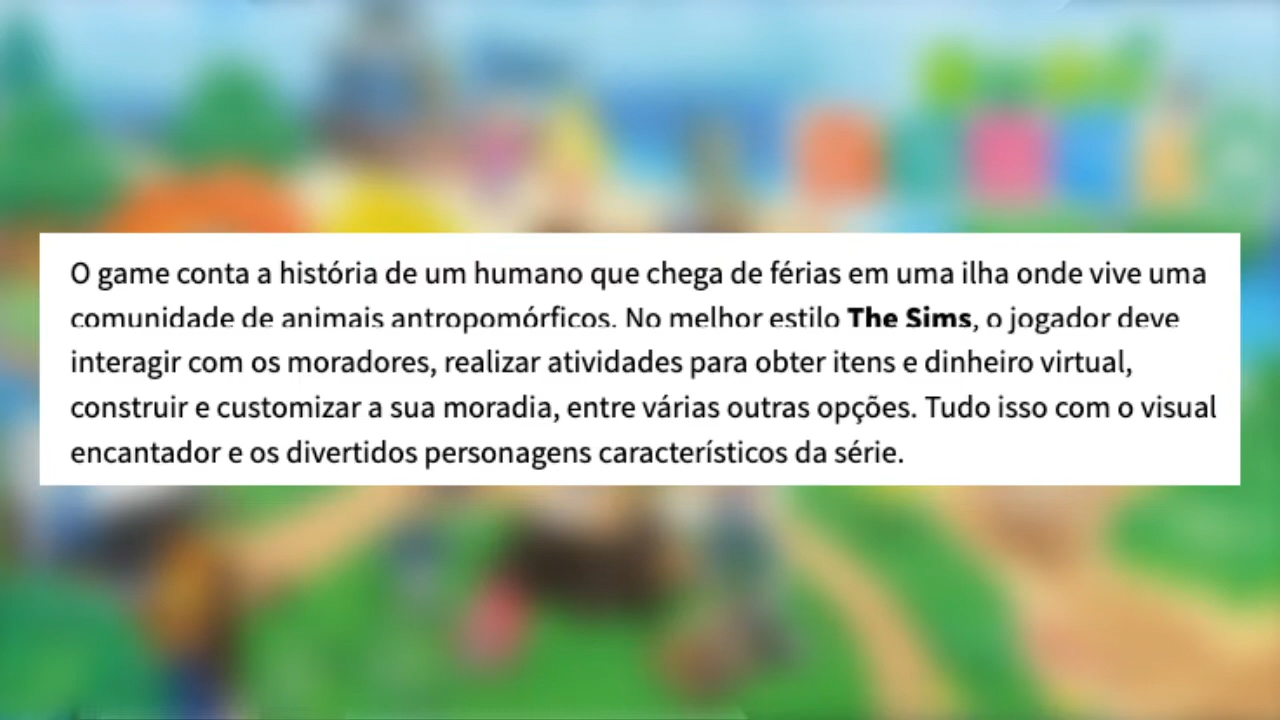 O game conta a história de um humano que chega de férias em uma ilha onde vive uma
comunidade de animais antropomórficos. No melhor estilo The Sims, o jogador deve
interagir com os moradores, realizar atividades para obter itens e dinheiro virtual,
construir e customizar a sua moradia, entre várias outras opções. Tudo isso com o visual
encantador e os divertidos personagens característicos da série.